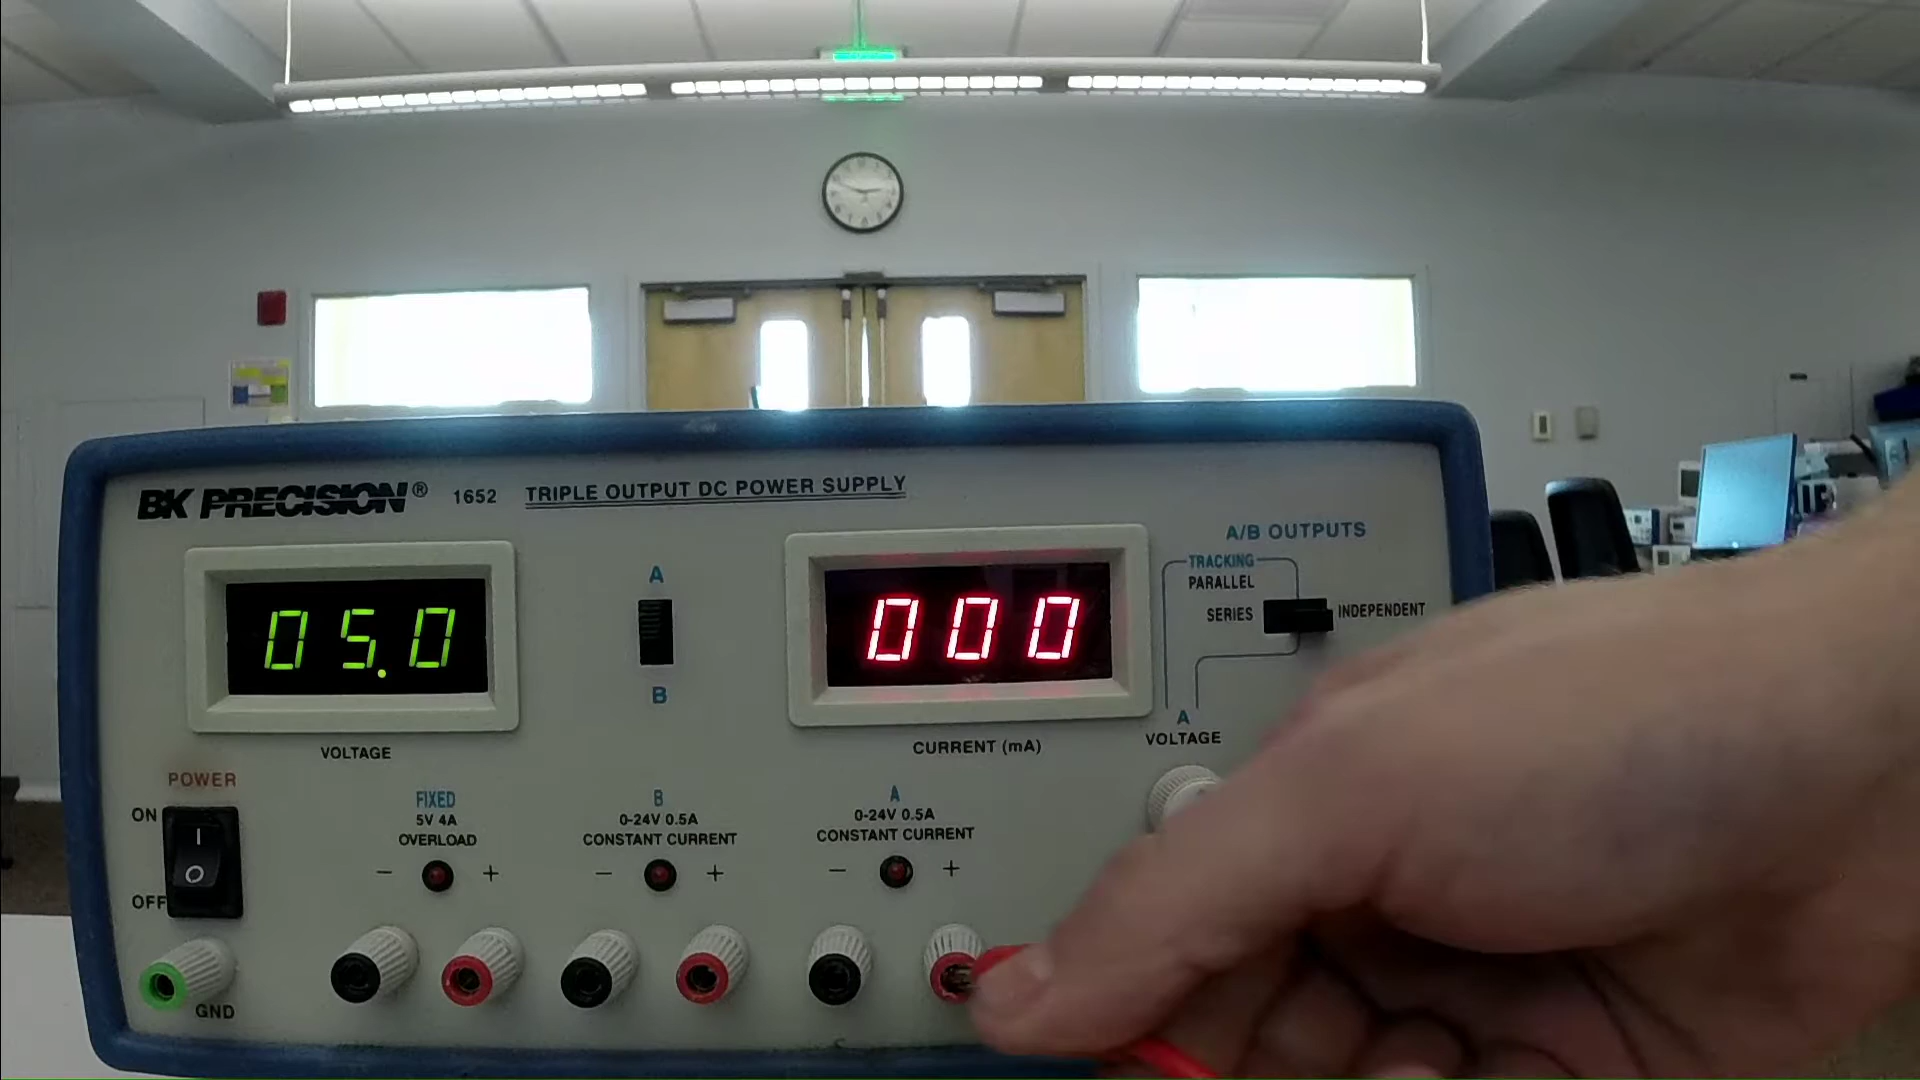 BK PRECISION® 1652 TRIPLE OUTPUT DC POWER SUPPLY
A/B OUTPUTS
TRACKING
PARALLEL
SERIES
INDEPENDENT
A
B
05.0
VOLTAGE
000
CURRENT (mA)
A
VOLTAGE
POWER
ON
I
O
OFF
FIXED
5V 4A
OVERLOAD
− +
B
0-24V 0.5A
CONSTANT CURRENT
− +
A
0-24V 0.5A
CONSTANT CURRENT
− +
GND